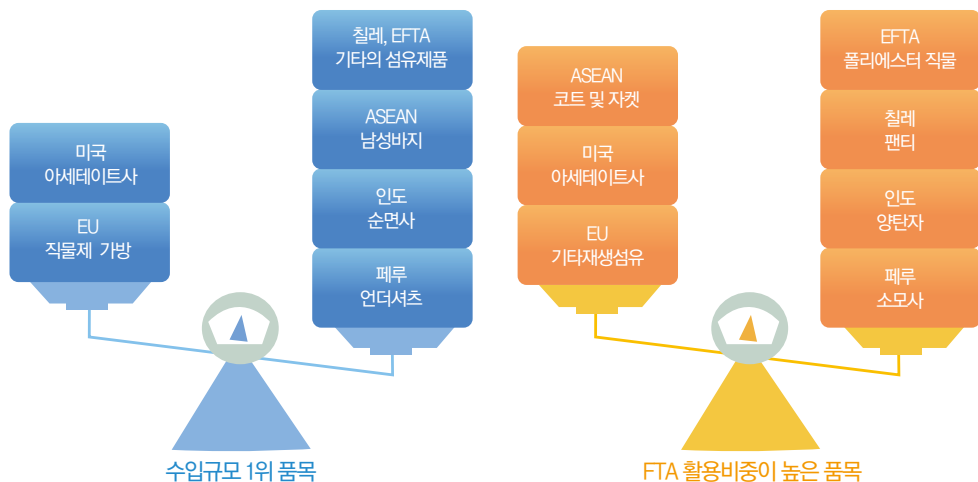 칠레, EFTA
기타의 섬유제품
ASEAN
남성바지
인도
순면사
페루
언더셔츠
미국
아세테이트사
EU
직물제 가방
수입규모 1위 품목
ASEAN
코트 및 자켓
미국
아세테이트사
EU
기타재생섬유
EFTA
폴리에스터 직물
칠레
팬티
인도
양탄자
페루
소모사
FTA 활용비중이 높은 품목